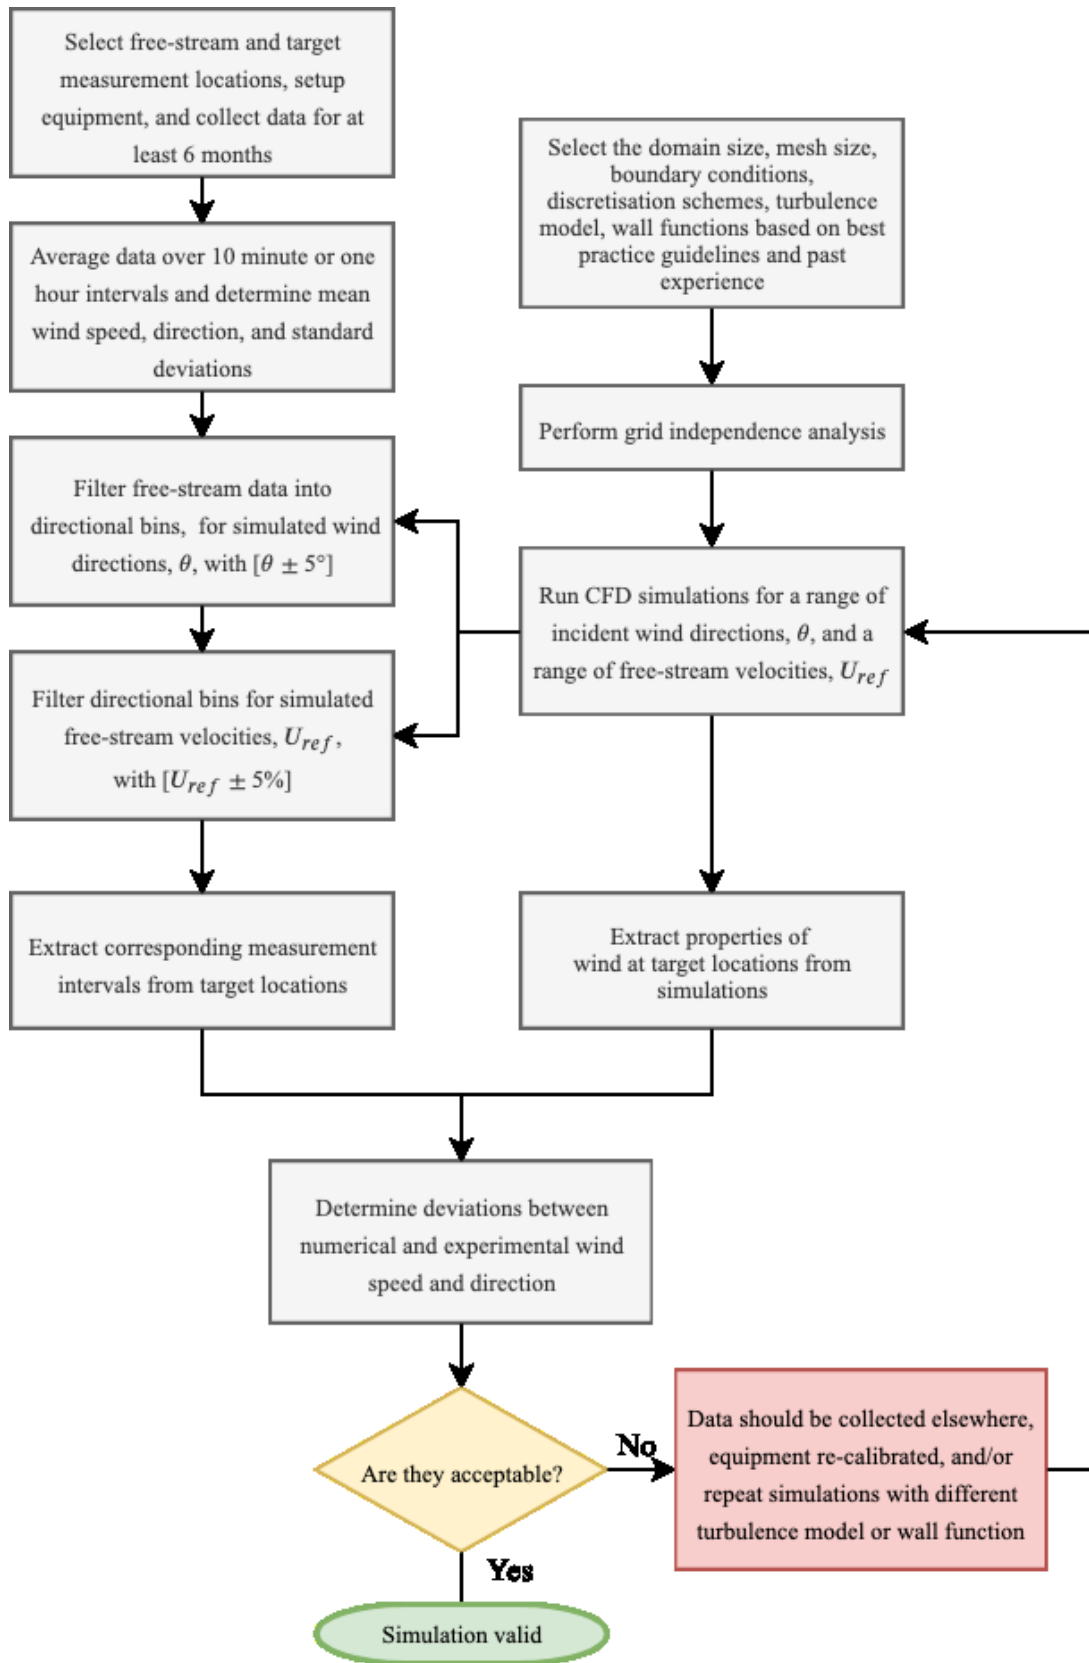 Select free-stream and target
measurement locations, setup
equipment, and collect data for at
least 6 months
Average data over 10 minute or one
hour intervals and determine mean
wind speed, direction, and standard
deviations
Filter free-stream data into
directional bins, for simulated wind
directions, θ, with [θ ± 5°]
Filter directional bins for simulated
free-stream velocities, U_ref,
with [U_ref ± 5%]
Extract corresponding measurement
intervals from target locations
Select the domain size, mesh size,
boundary conditions,
discretisation schemes, turbulence
model, wall functions based on best
practice guidelines and past
experience
Perform grid independence analysis
Run CFD simulations for a range of
incident wind directions, θ, and a
range of free-stream velocities, U_ref
Extract properties of
wind at target locations from
simulations
Determine deviations between
numerical and experimental wind
speed and direction
Are they acceptable?
No
Data should be collected elsewhere,
equipment re-calibrated, and/or
repeat simulations with different
turbulence model or wall function
Yes
Simulation valid